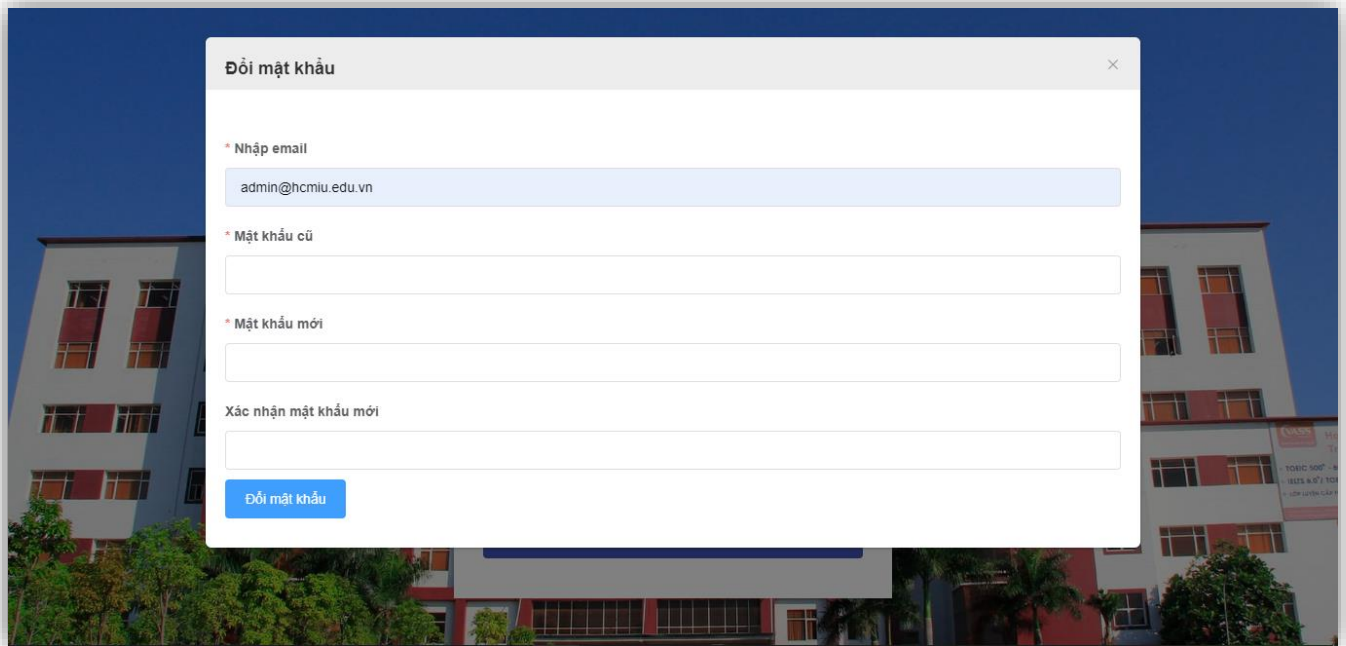 Đổi mật khẩu
* Nhập email
admin@hcmiu.edu.vn
* Mật khẩu cũ
* Mật khẩu mới
Xác nhận mật khẩu mới
Đổi mật khẩu